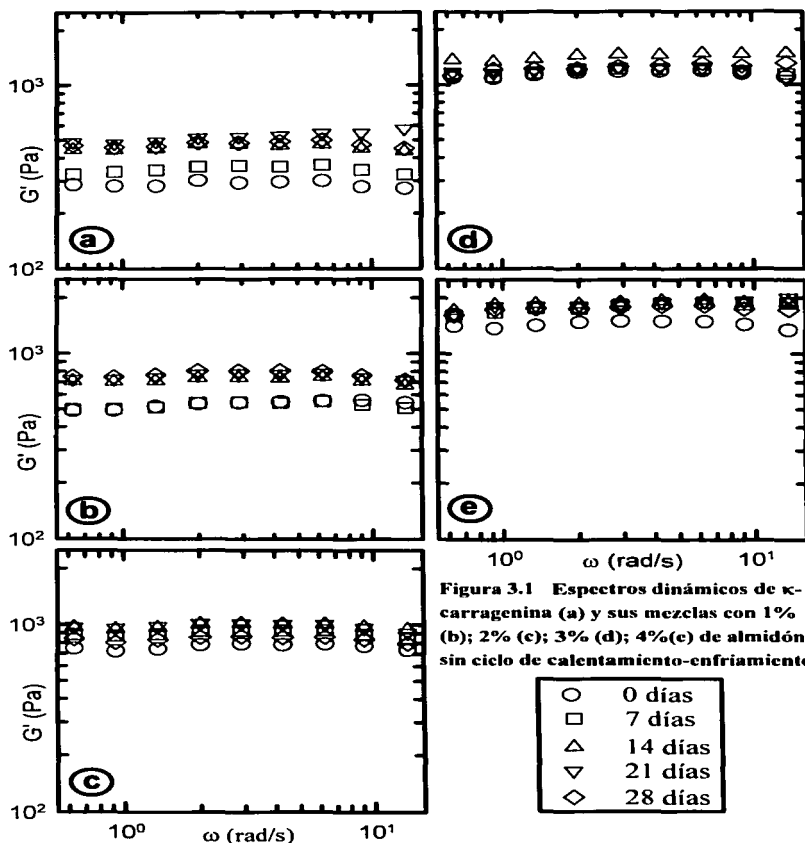 10³
G' (Pa)
a
10²
10³
G' (Pa)
b
10²
10³
G' (Pa)
c
10²
10⁰
ω (rad/s)
10¹
10³
d
10³
e
10⁰
ω (rad/s)
10¹
Figura 3.1 Espectros dinámicos de κ-
carragenina (a) y sus mezclas con 1%
(b); 2% (c); 3% (d); 4%(e) de almidón
sin ciclo de calentamiento-enfriamiento
0 días
7 días
14 días
21 días
28 días